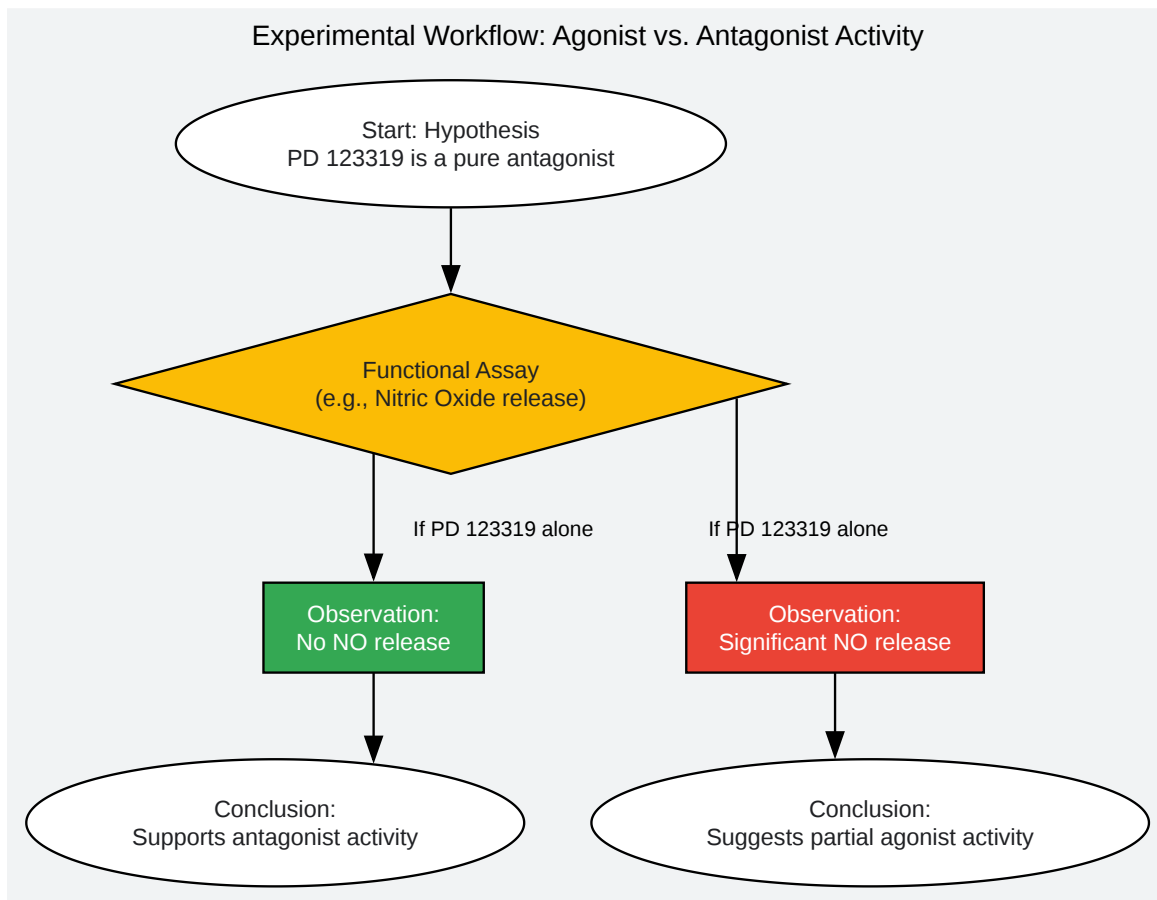 Experimental Workflow: Agonist vs. Antagonist Activity
Start: Hypothesis
PD 123319 is a pure antagonist
Functional Assay
(e.g., Nitric Oxide release)
If PD 123319 alone
If PD 123319 alone
Observation:
No NO release
Observation:
Significant NO release
Conclusion:
Supports antagonist activity
Conclusion:
Suggests partial agonist activity